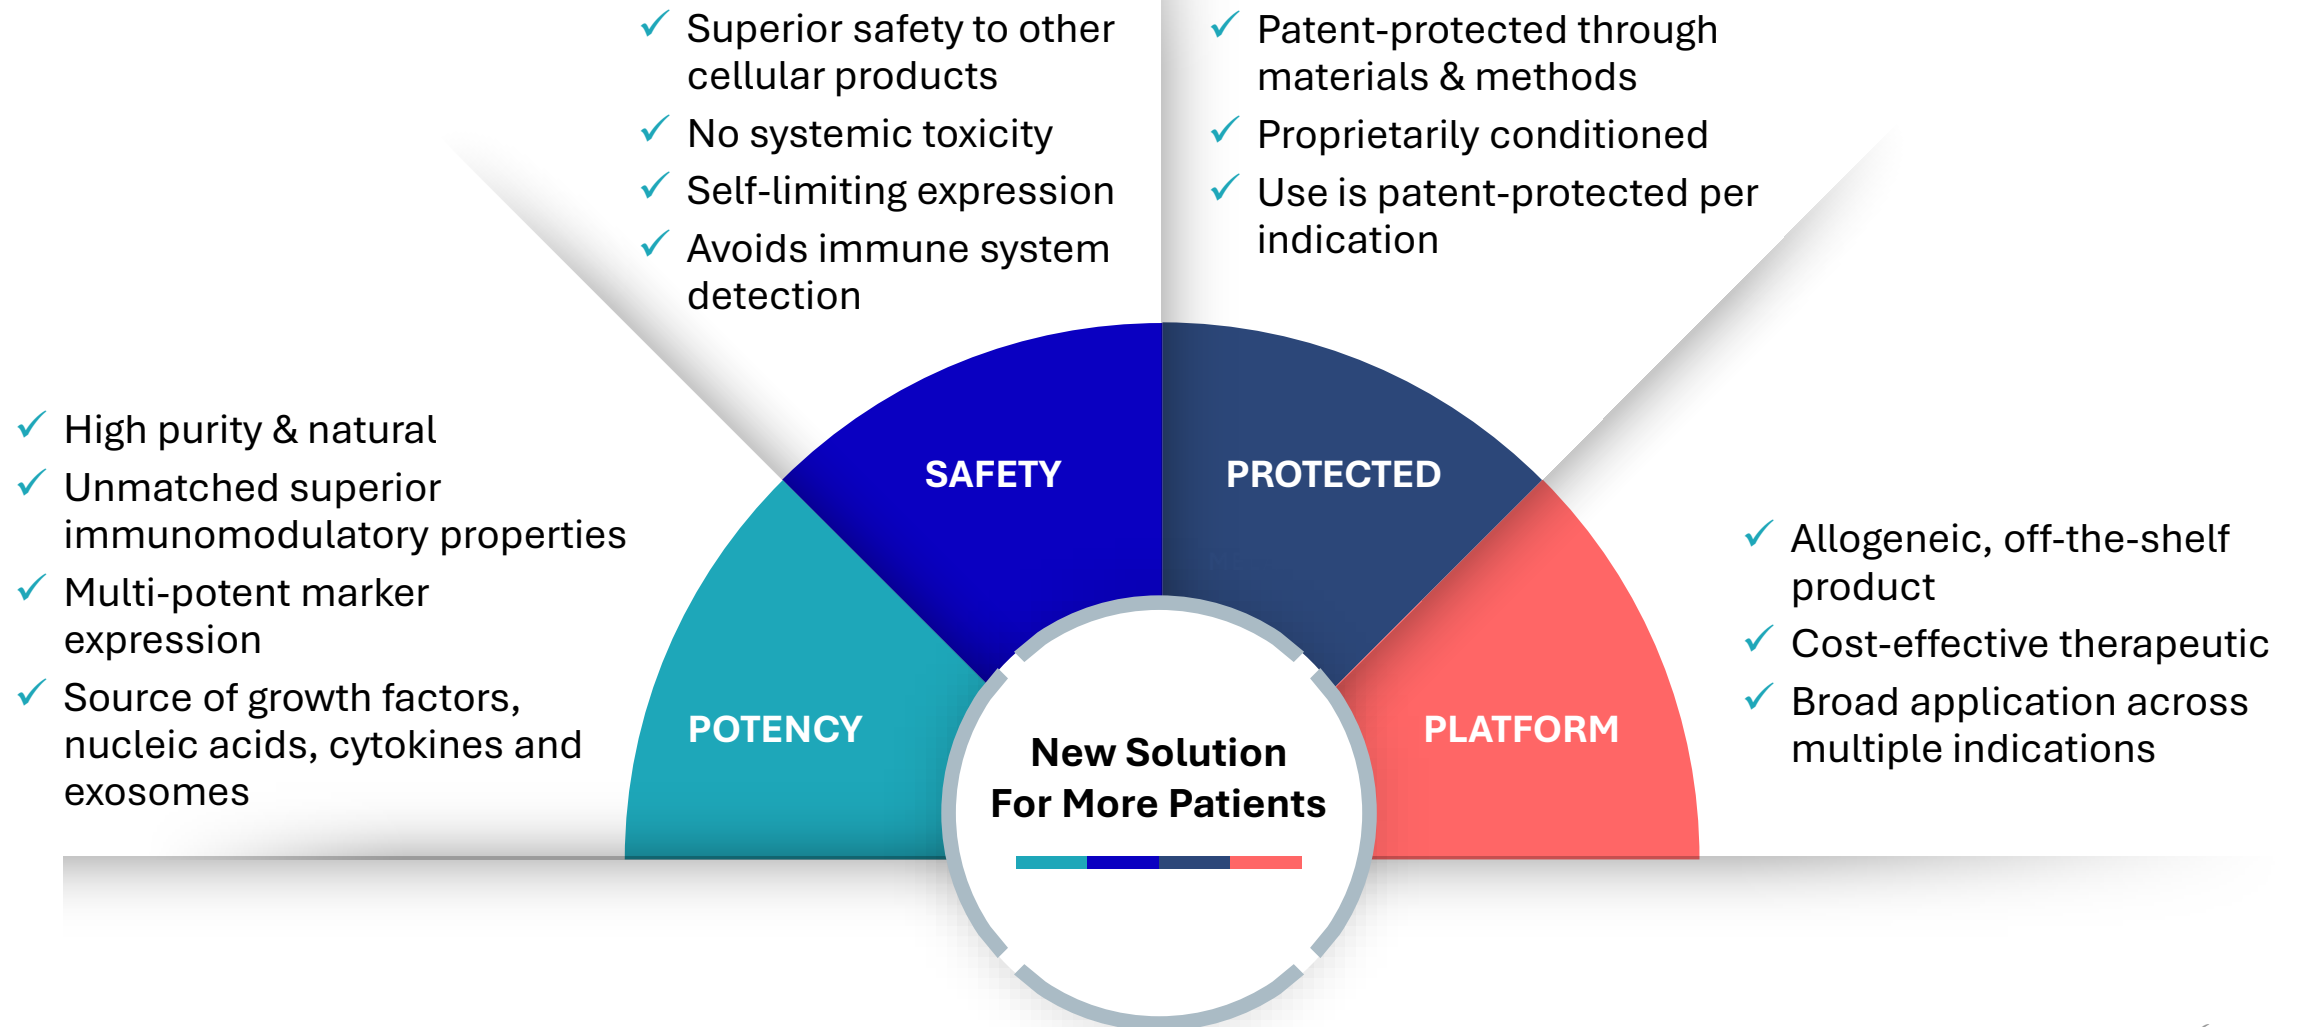 Superior safety to other
cellular products
No systemic toxicity
Self-limiting expression
Avoids immune system
detection
Patent-protected through
materials & methods
Proprietarily conditioned
Use is patent-protected per
indication
High purity & natural
Unmatched superior
immunomodulatory properties
Multi-potent marker
expression
Source of growth factors,
nucleic acids, cytokines and
exosomes
SAFETY
PROTECTED
POTENCY
PLATFORM
New Solution
For More Patients
Allogeneic, off-the-shelf
product
Cost-effective therapeutic
Broad application across
multiple indications